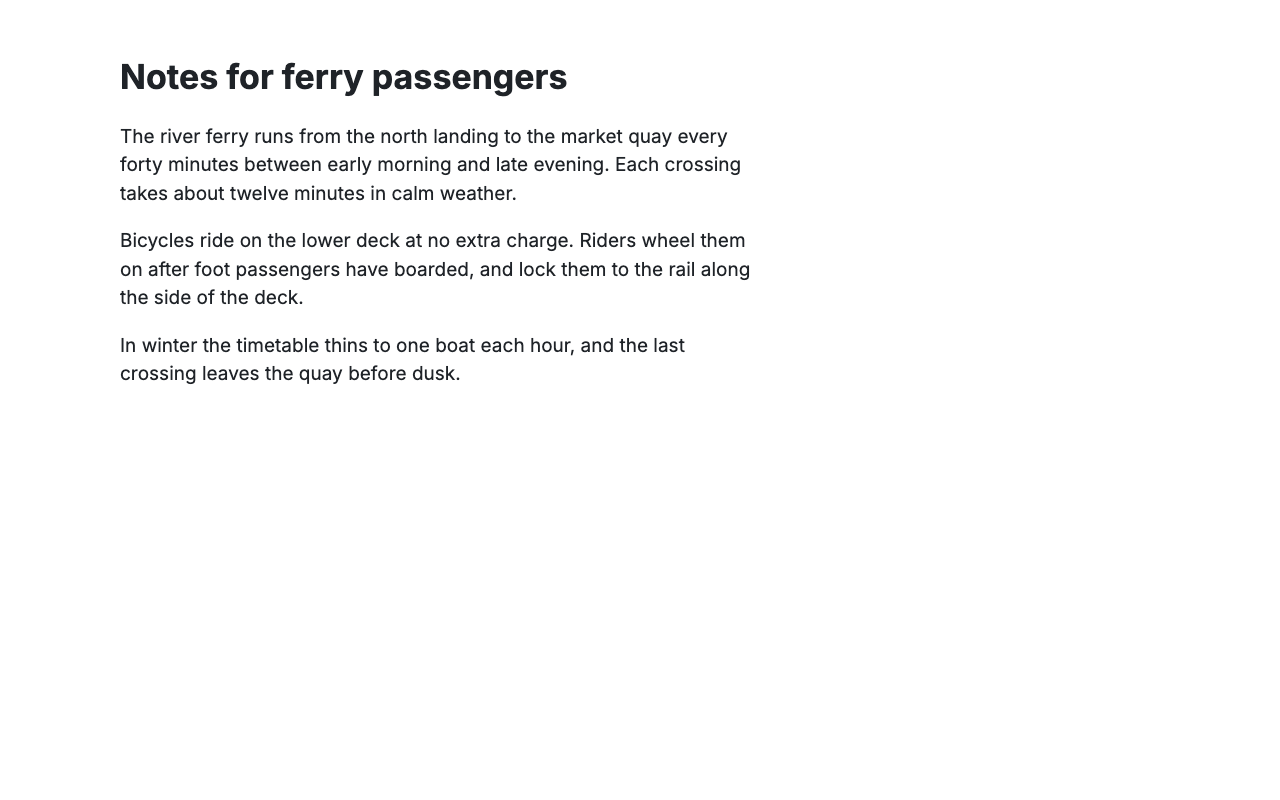 Notes for ferry passengers
The river ferry runs from the north landing to the market quay every
forty minutes between early morning and late evening. Each crossing
takes about twelve minutes in calm weather.
Bicycles ride on the lower deck at no extra charge. Riders wheel them
on after foot passengers have boarded, and lock them to the rail along
the side of the deck.
In winter the timetable thins to one boat each hour, and the last
crossing leaves the quay before dusk.